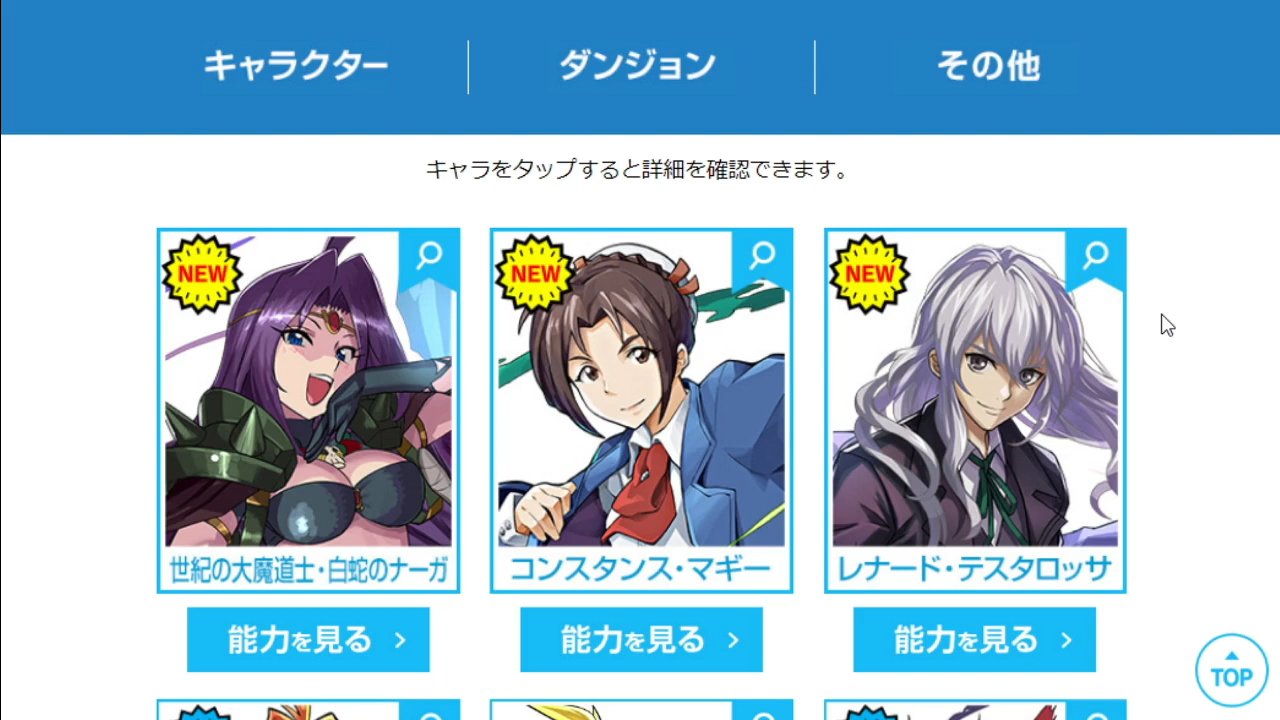 キャラクター
ダンジョン
その他
キャラをタップすると詳細を確認できます。
NEW
NEW
NEW
世紀の大魔道士・白蛇のナーガ
コンスタンス・マギー
レナード・テスタロッサ
能力を見る
能力を見る
能力を見る
TOP